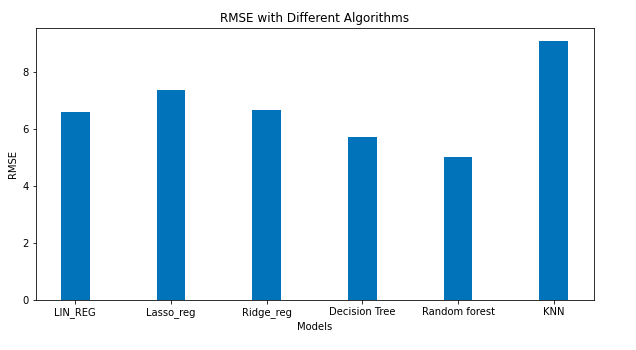 RMSE with Different Algorithms
RMSE
8
6
4
2
0
LIN_REG Lasso_reg Ridge_reg Decision Tree Random forest KNN
Models